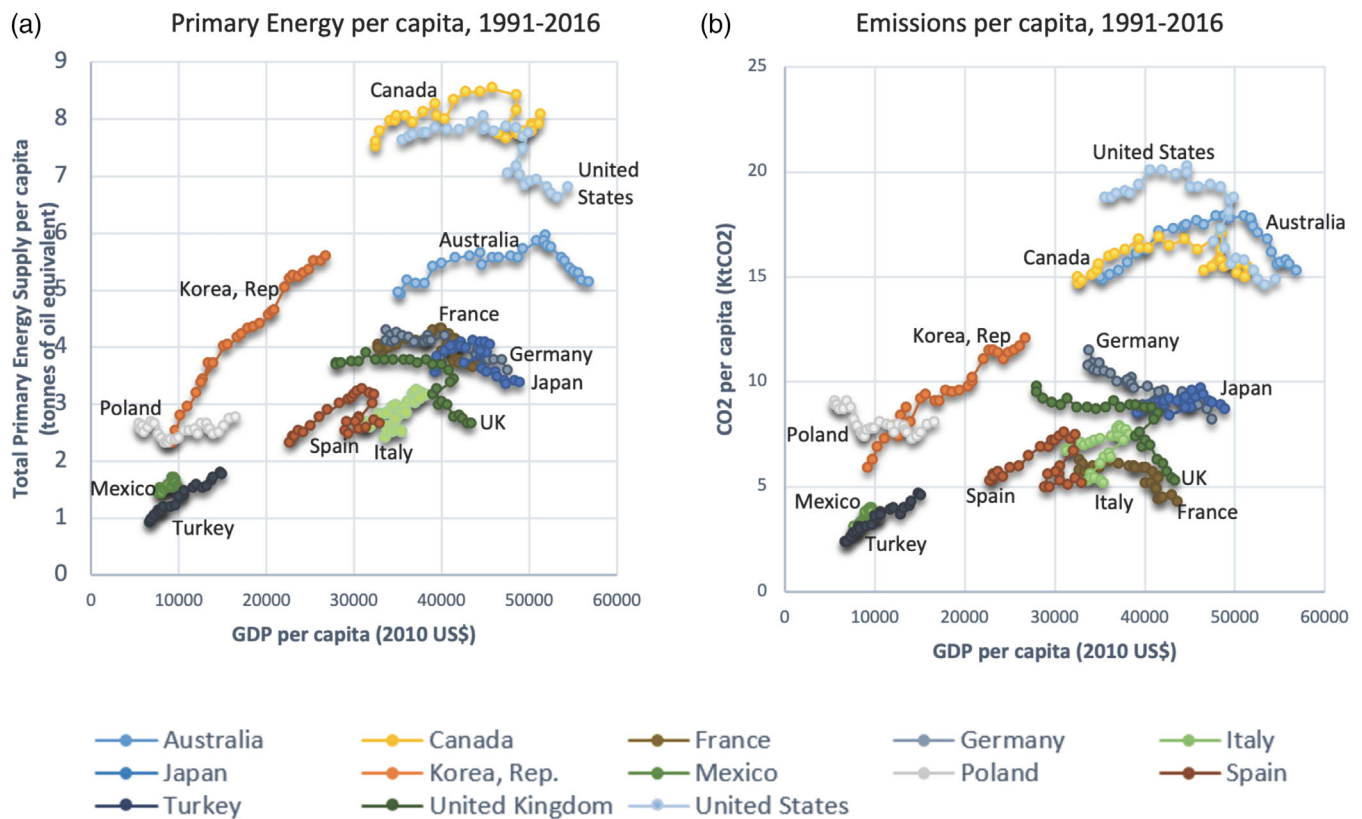 (a) Primary Energy per capita, 1991-2016
Total Primary Energy Supply per capita
(tonnes of oil equivalent)
9
8
7
6
5
4
3
2
1
0
Canada
United
States
Australia
Korea, Rep
France
Germany
Japan
Poland
UK
Spain
Italy
Mexico
Turkey
0 10000 20000 30000 40000 50000 60000
GDP per capita (2010 US$)
(b) Emissions per capita, 1991-2016
CO2 per capita (KtCO2)
25
20
15
10
5
0
United States
Australia
Canada
Korea, Rep
Germany
Japan
Poland
Spain
Italy
UK
France
Mexico
Turkey
0 10000 20000 30000 40000 50000 60000
GDP per capita (2010 US$)
Australia Canada France Germany Italy
Japan Korea, Rep. Mexico Poland Spain
Turkey United Kingdom United States